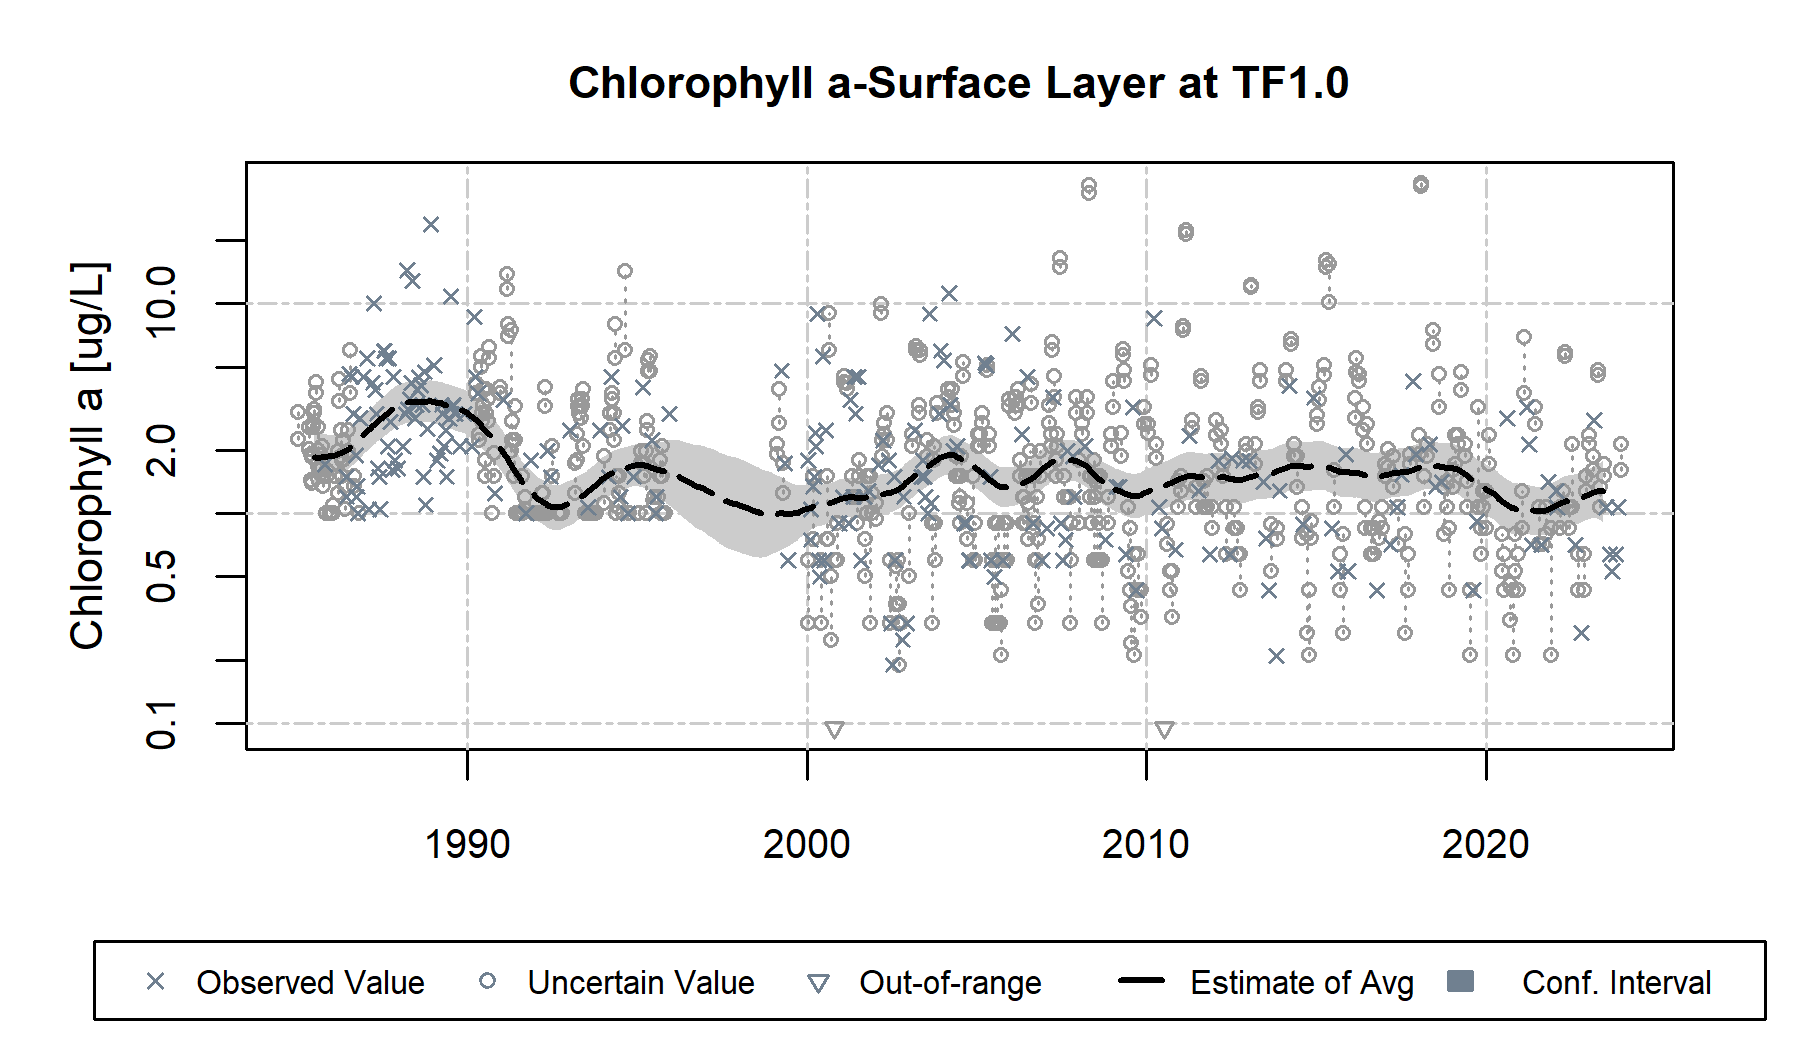 Chlorophyll a-Surface Layer at TF1.0
Chlorophyll a [ug/L]
10.0
2.0
0.5
0.1
1990 2000 2010 2020
Observed Value Uncertain Value Out-of-range Estimate of Avg Conf. Interval